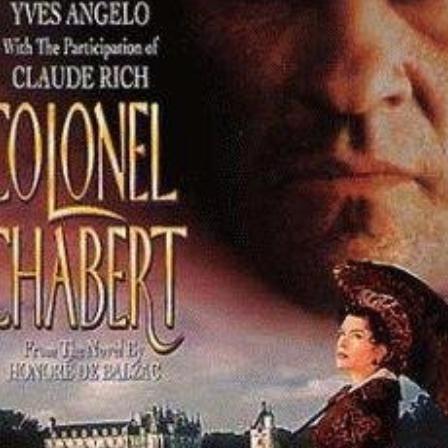 YVES ANGELO
With The Participation of
CLAUDE RICH
COLONEL
CHABERT
From The Novel By
HONORÉ DE BALZAC